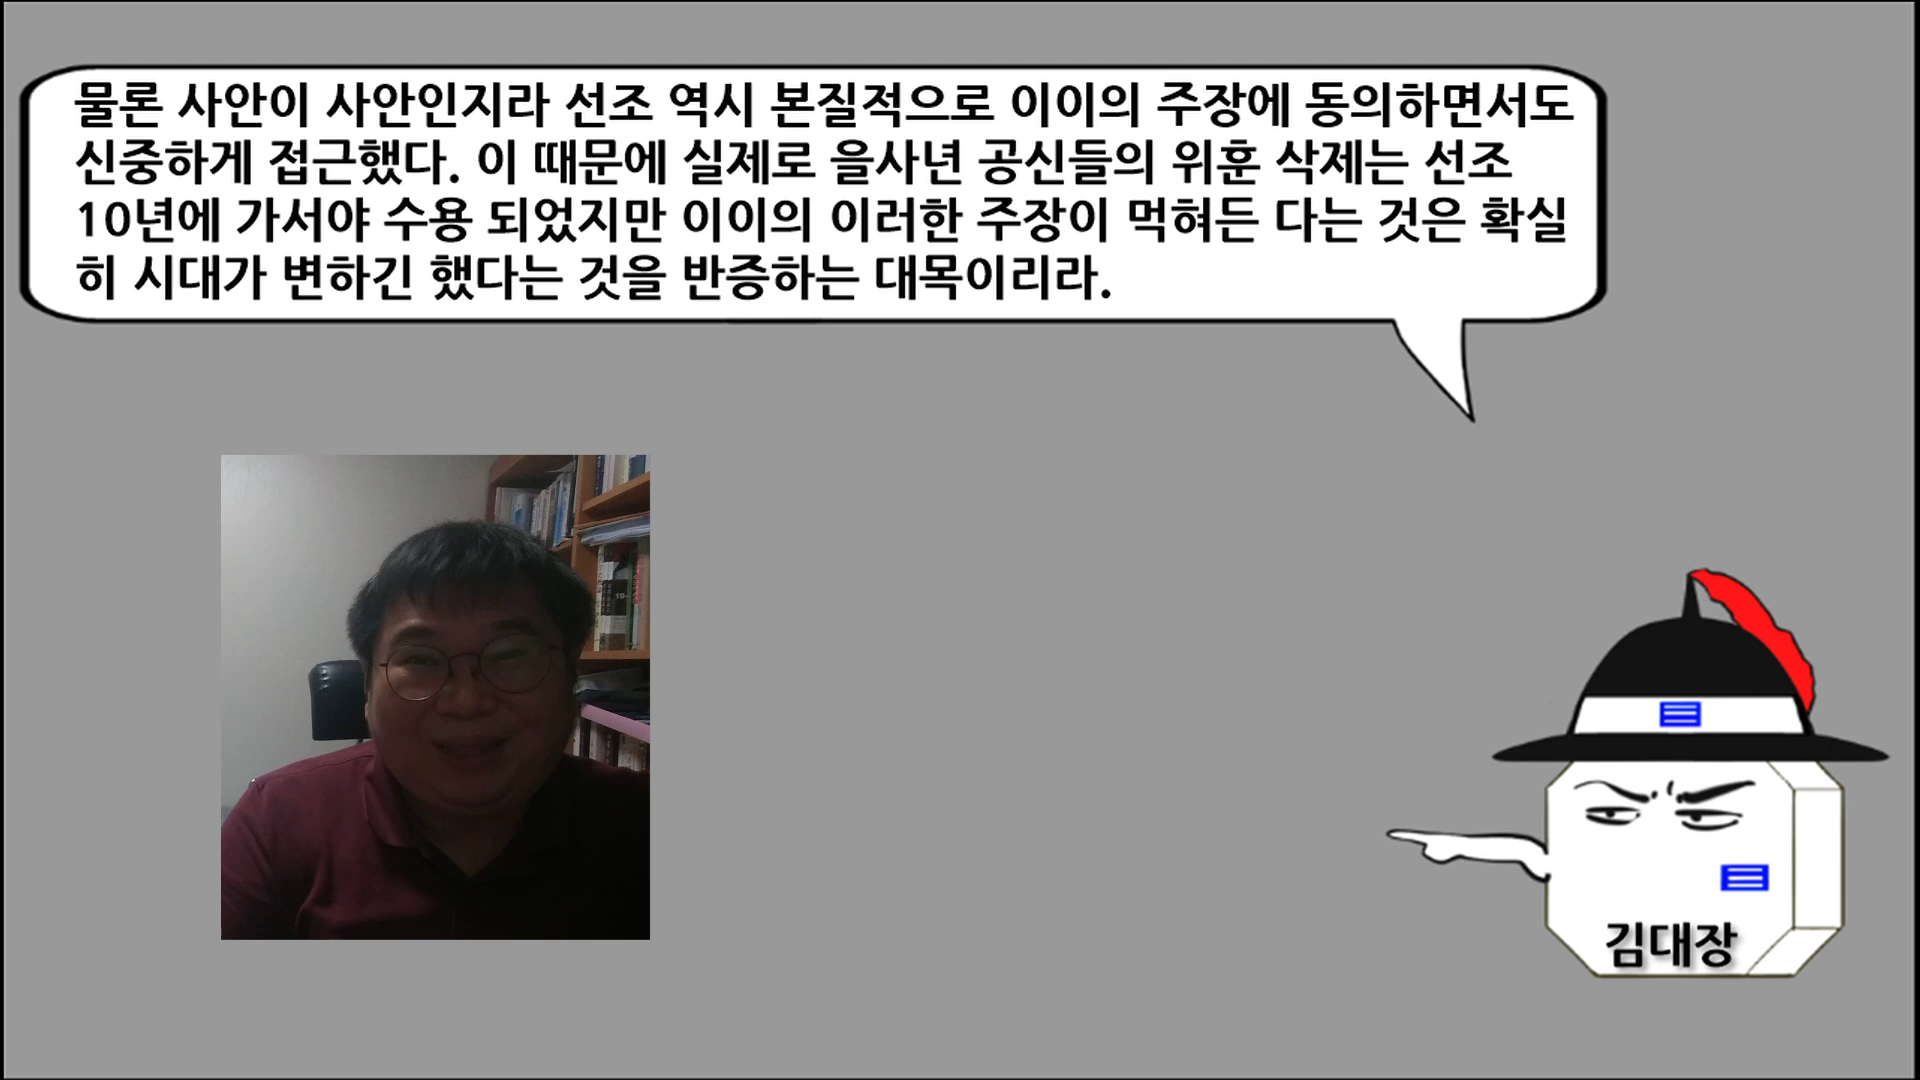 물론 사안이 사안인지라 선조 역시 본질적으로 이이의 주장에 동의하면서도
신중하게 접근했다. 이 때문에 실제로 을사년 공신들의 위훈 삭제는 선조
10년에 가서야 수용 되었지만 이이의 이러한 주장이 먹혀든 다는 것은 확실
히 시대가 변하긴 했다는 것을 반증하는 대목이리라.
김대장